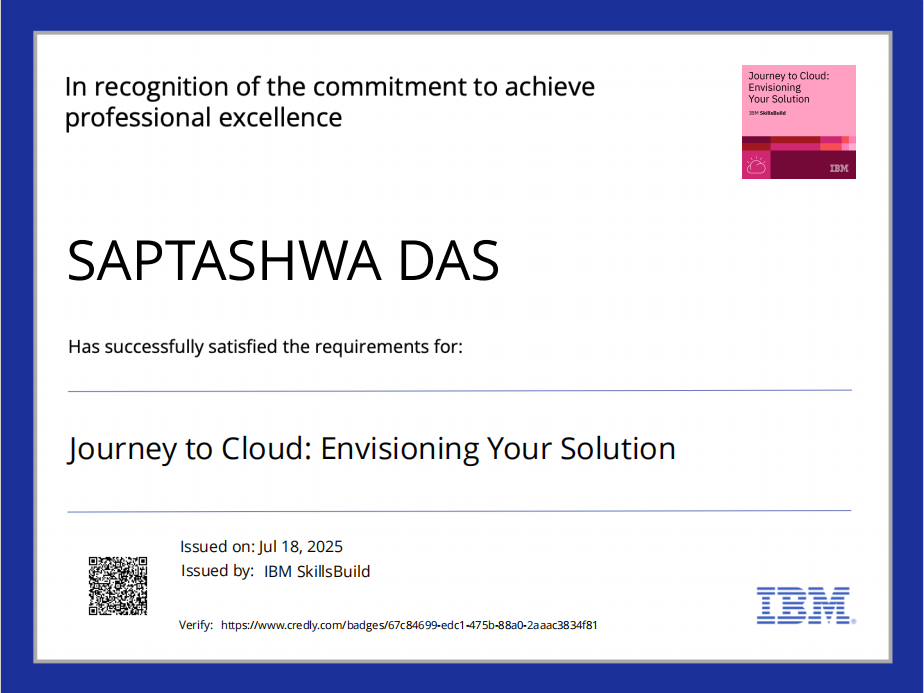 In recognition of the commitment to achieve
professional excellence
Journey to Cloud:
Envisioning
Your Solution
IBM SkillsBuild
IBM
SAPTASHWA DAS
Has successfully satisfied the requirements for:
Journey to Cloud: Envisioning Your Solution
Issued on: Jul 18, 2025
Issued by: IBM SkillsBuild
Verify: https://www.credly.com/badges/67c84699-edc1-475b-88a0-2aaac3834f81
IBM®